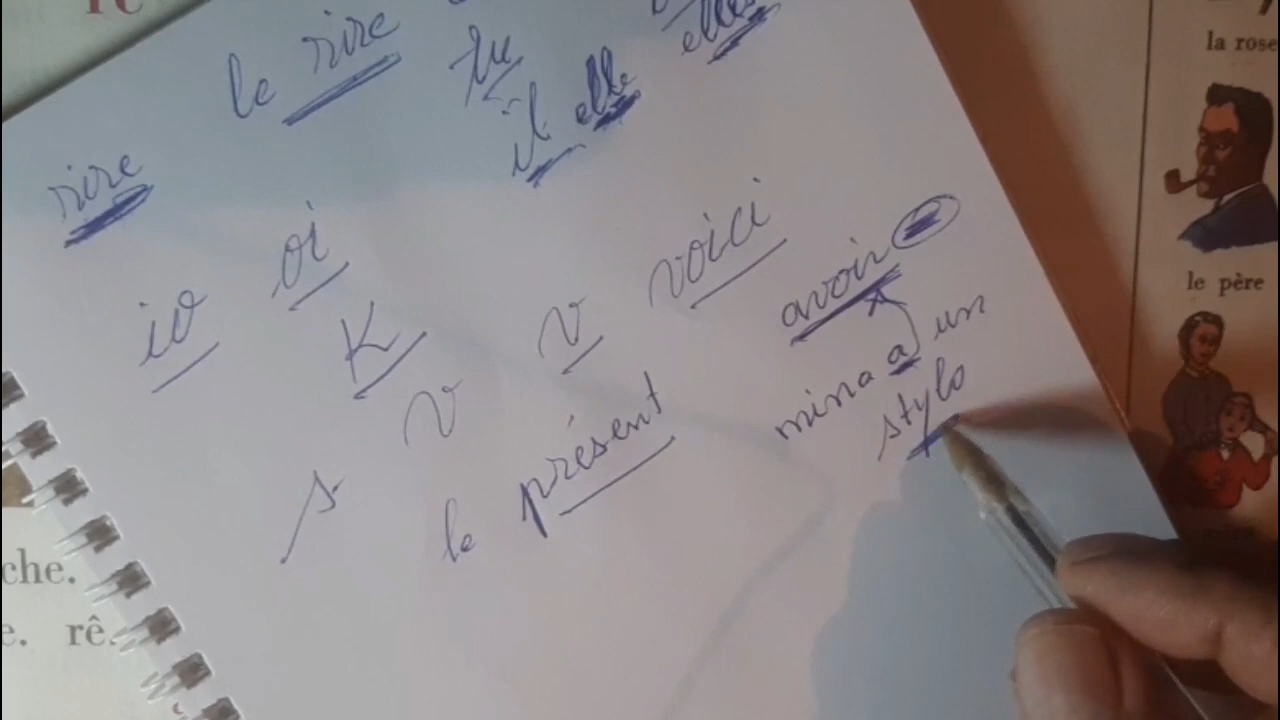 le rire
tu
elles
il elle
rire
io oi
K
v voici
avoir
v
mina a un
stylo
s
le présent
la rose
le père
che.
e. rê.